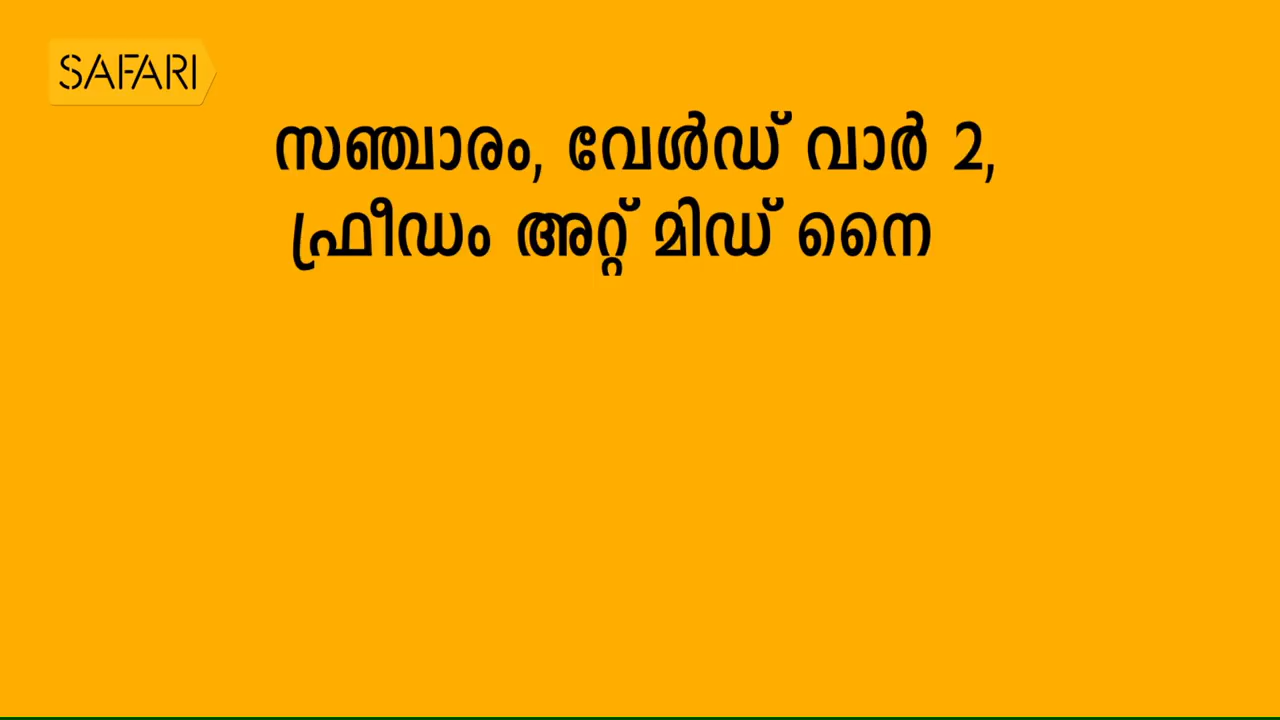 SAFARI
സഞ്ചാരം, വേൾഡ് വാർ 2,
ഫ്രീഡം അറ്റ് മിഡ് നൈ